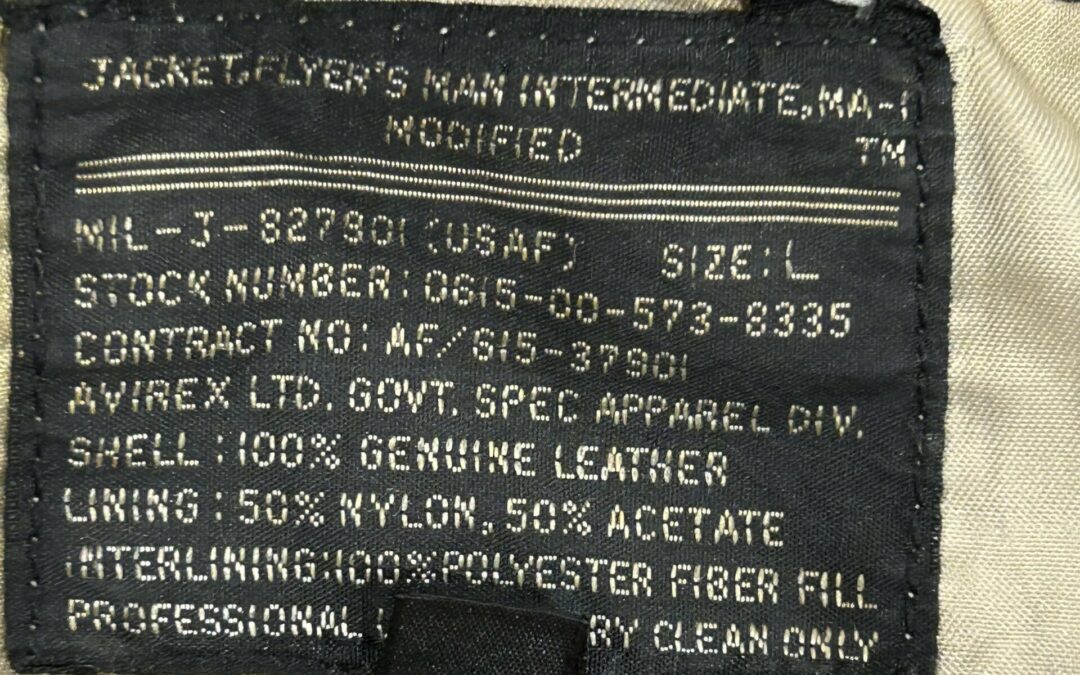 JACKET,FLYER'S MAN INTERMEDIATE,MA-1
MODIFIED TM
MIL-J-827901 (USAF) SIZE: L
STOCK NUMBER: 0615-00-573-8335
CONTRACT NO: AF/615-37901
AVIREX LTD. GOVT. SPEC APPAREL DIV.
SHELL :100% GENUINE LEATHER
LINING : 50% NYLON, 50% ACETATE
INTERLINING:100%POLYESTER FIBER FILL
PROFESSIONAL CLEAN ONLY